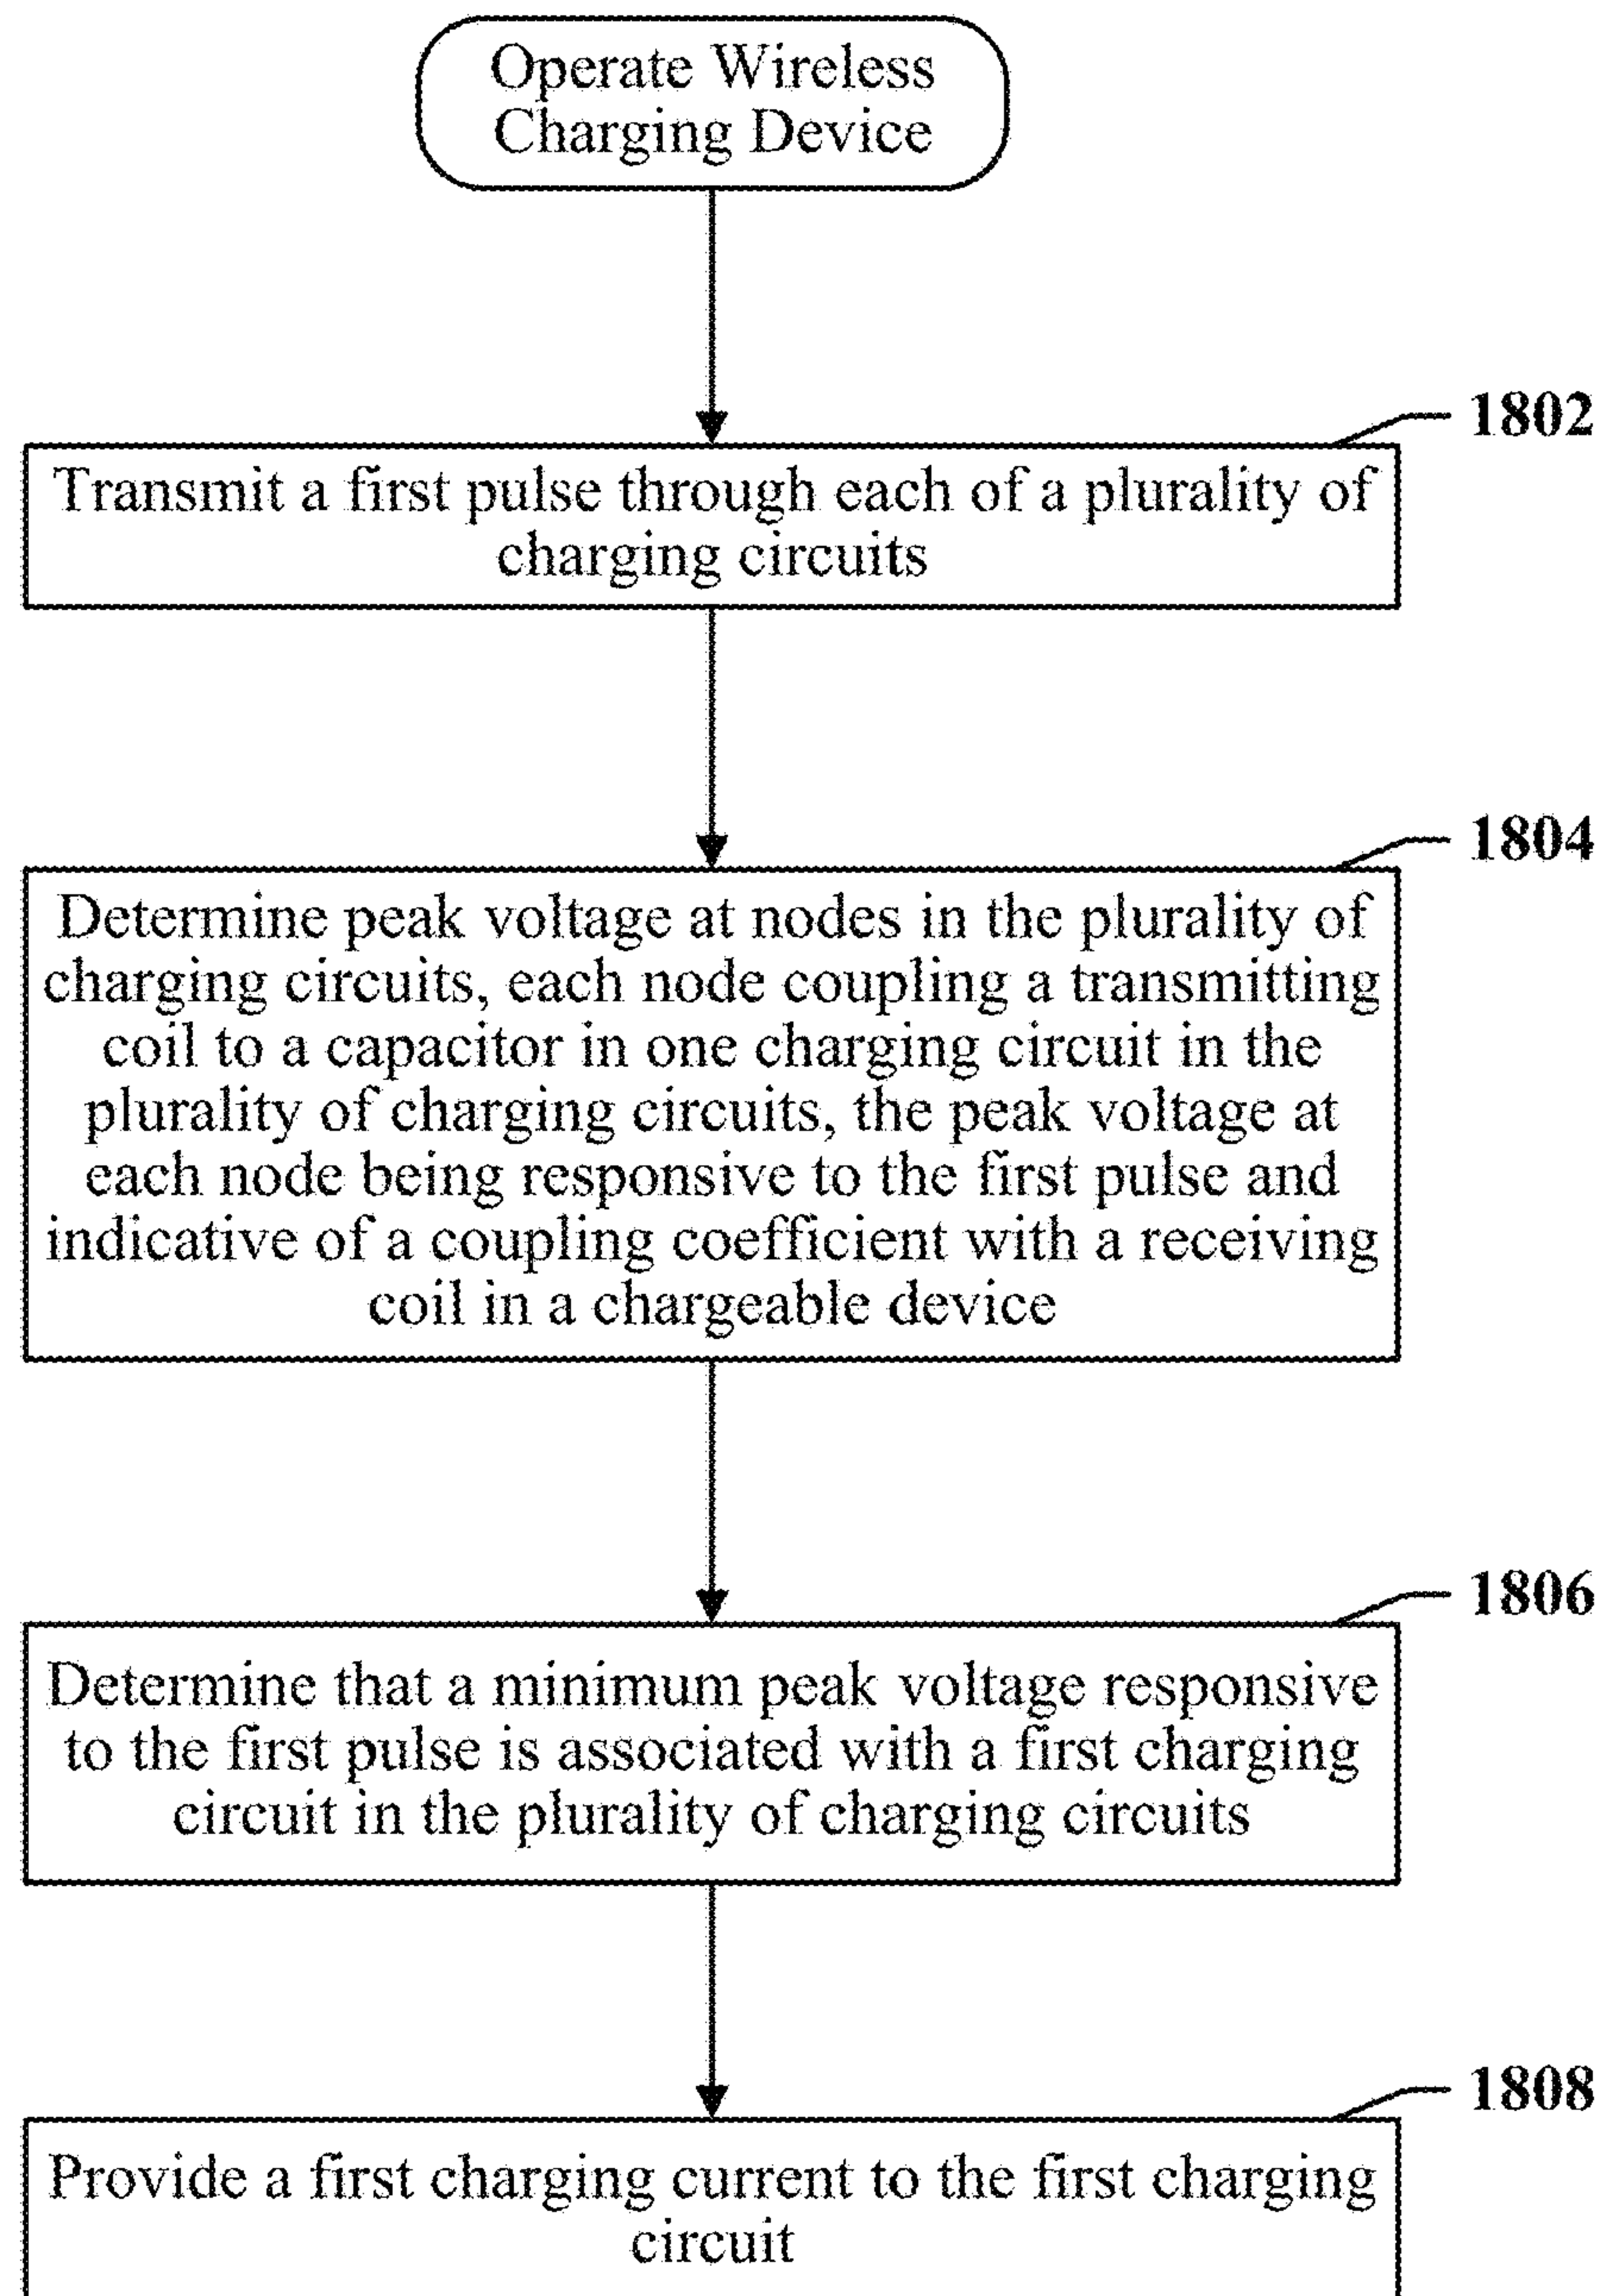 Operate Wireless
Charging Device
1802
Transmit a first pulse through each of a plurality of
charging circuits
1804
Determine peak voltage at nodes in the plurality of
charging circuits, each node coupling a transmitting
coil to a capacitor in one charging circuit in the
plurality of charging circuits, the peak voltage at
each node being responsive to the first pulse and
indicative of a coupling coefficient with a receiving
coil in a chargeable device
1806
Determine that a minimum peak voltage responsive
to the first pulse is associated with a first charging
circuit in the plurality of charging circuits
1808
Provide a first charging current to the first charging
circuit